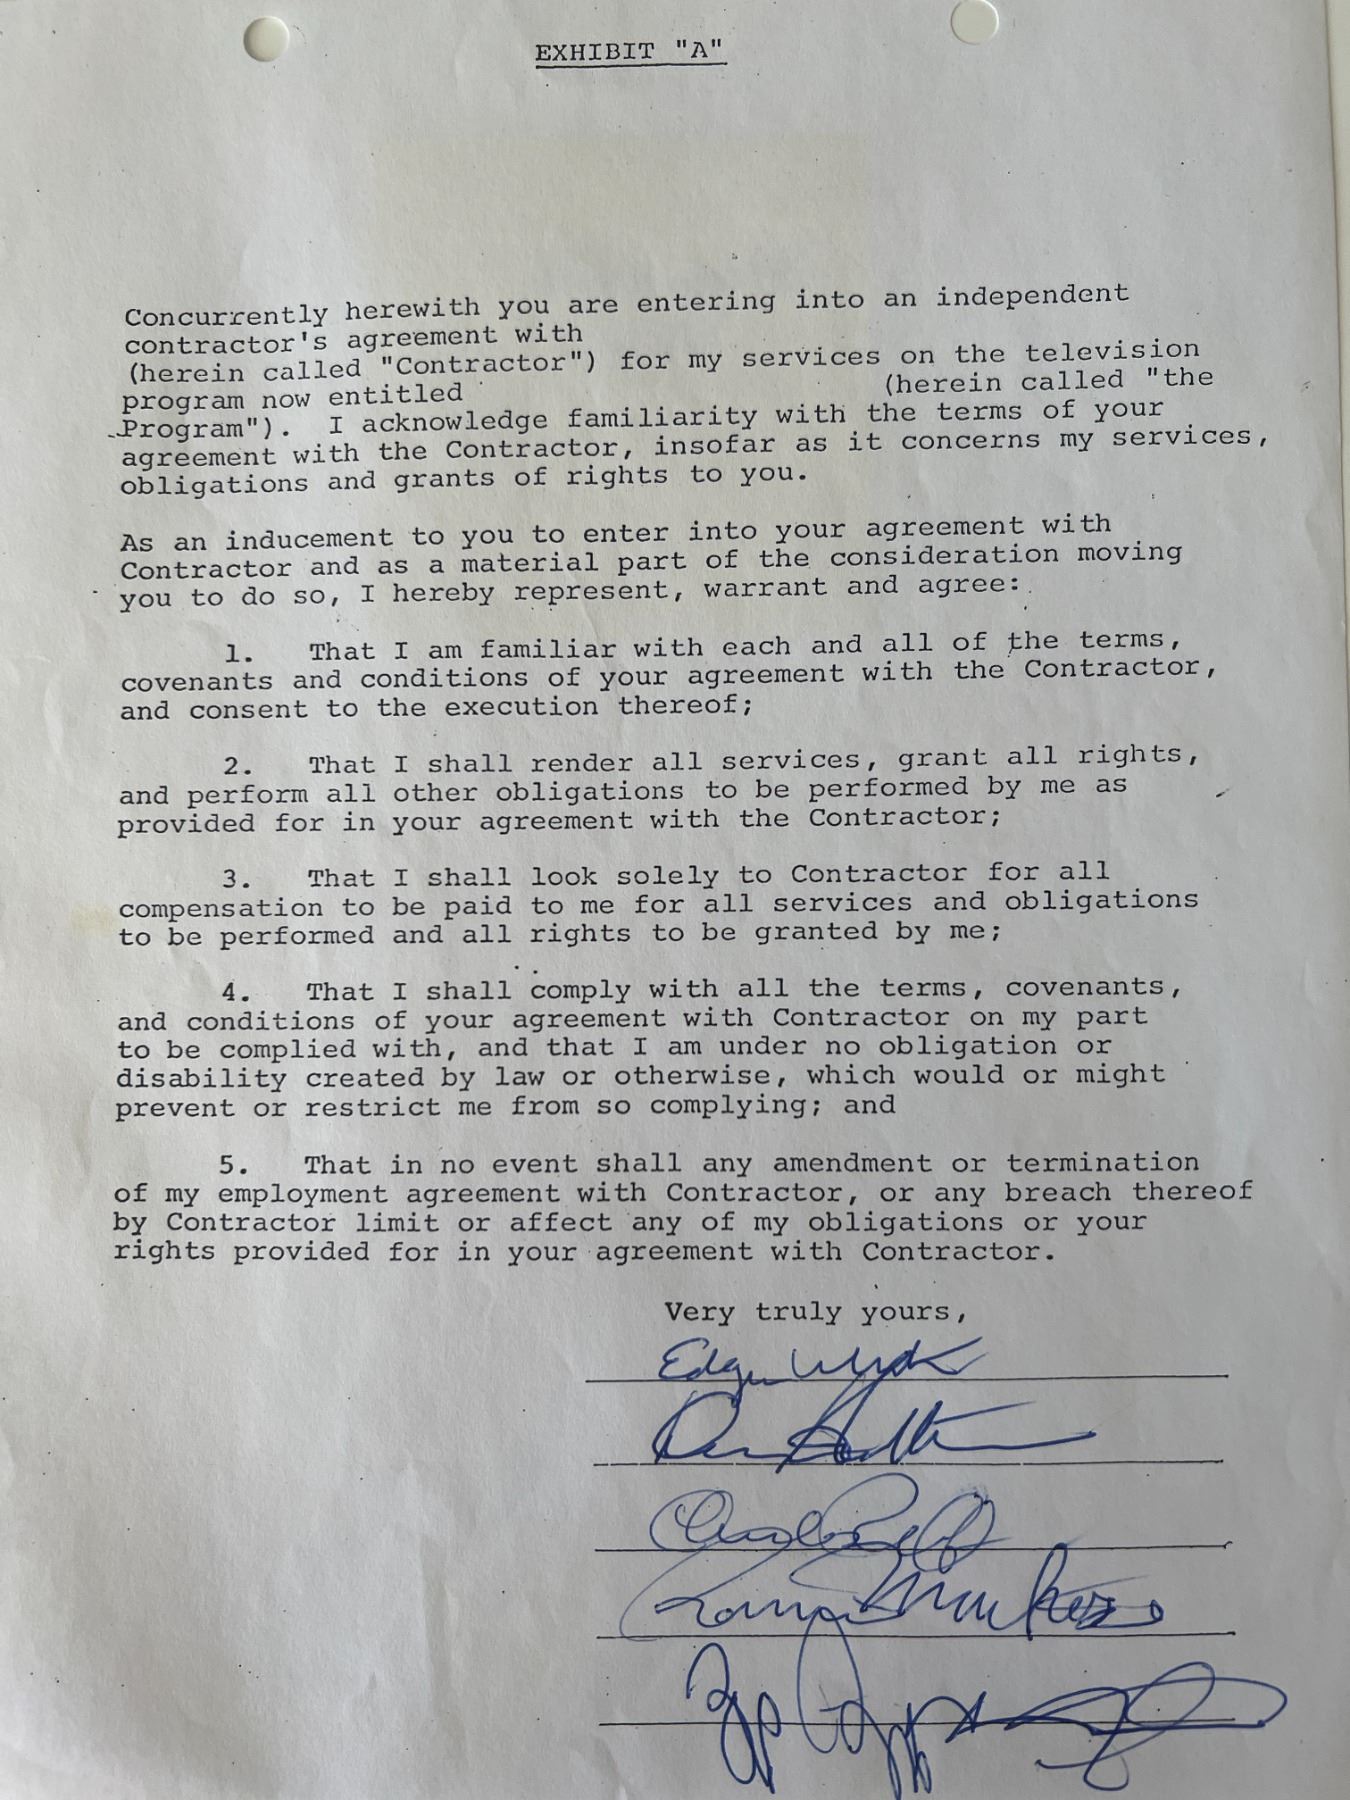 EXHIBIT "A"
Concurrently herewith you are entering into an independent
contractor's agreement with
(herein called "Contractor") for my services on the television
program now entitled (herein called "the
Program"). I acknowledge familiarity with the terms of your
agreement with the Contractor, insofar as it concerns my services,
obligations and grants of rights to you.
As an inducement to you to enter into your agreement with
Contractor and as a material part of the consideration moving
you to do so, I hereby represent, warrant and agree:
1. That I am familiar with each and all of the terms,
covenants and conditions of your agreement with the Contractor,
and consent to the execution thereof;
2. That I shall render all services, grant all rights,
and perform all other obligations to be performed by me as
provided for in your agreement with the Contractor;
3. That I shall look solely to Contractor for all
compensation to be paid to me for all services and obligations
to be performed and all rights to be granted by me;
4. That I shall comply with all the terms, covenants,
and conditions of your agreement with Contractor on my part
to be complied with, and that I am under no obligation or
disability created by law or otherwise, which would or might
prevent or restrict me from so complying; and
5. That in no event shall any amendment or termination
of my employment agreement with Contractor, or any breach thereof
by Contractor limit or affect any of my obligations or your
rights provided for in your agreement with Contractor.
Very truly yours,